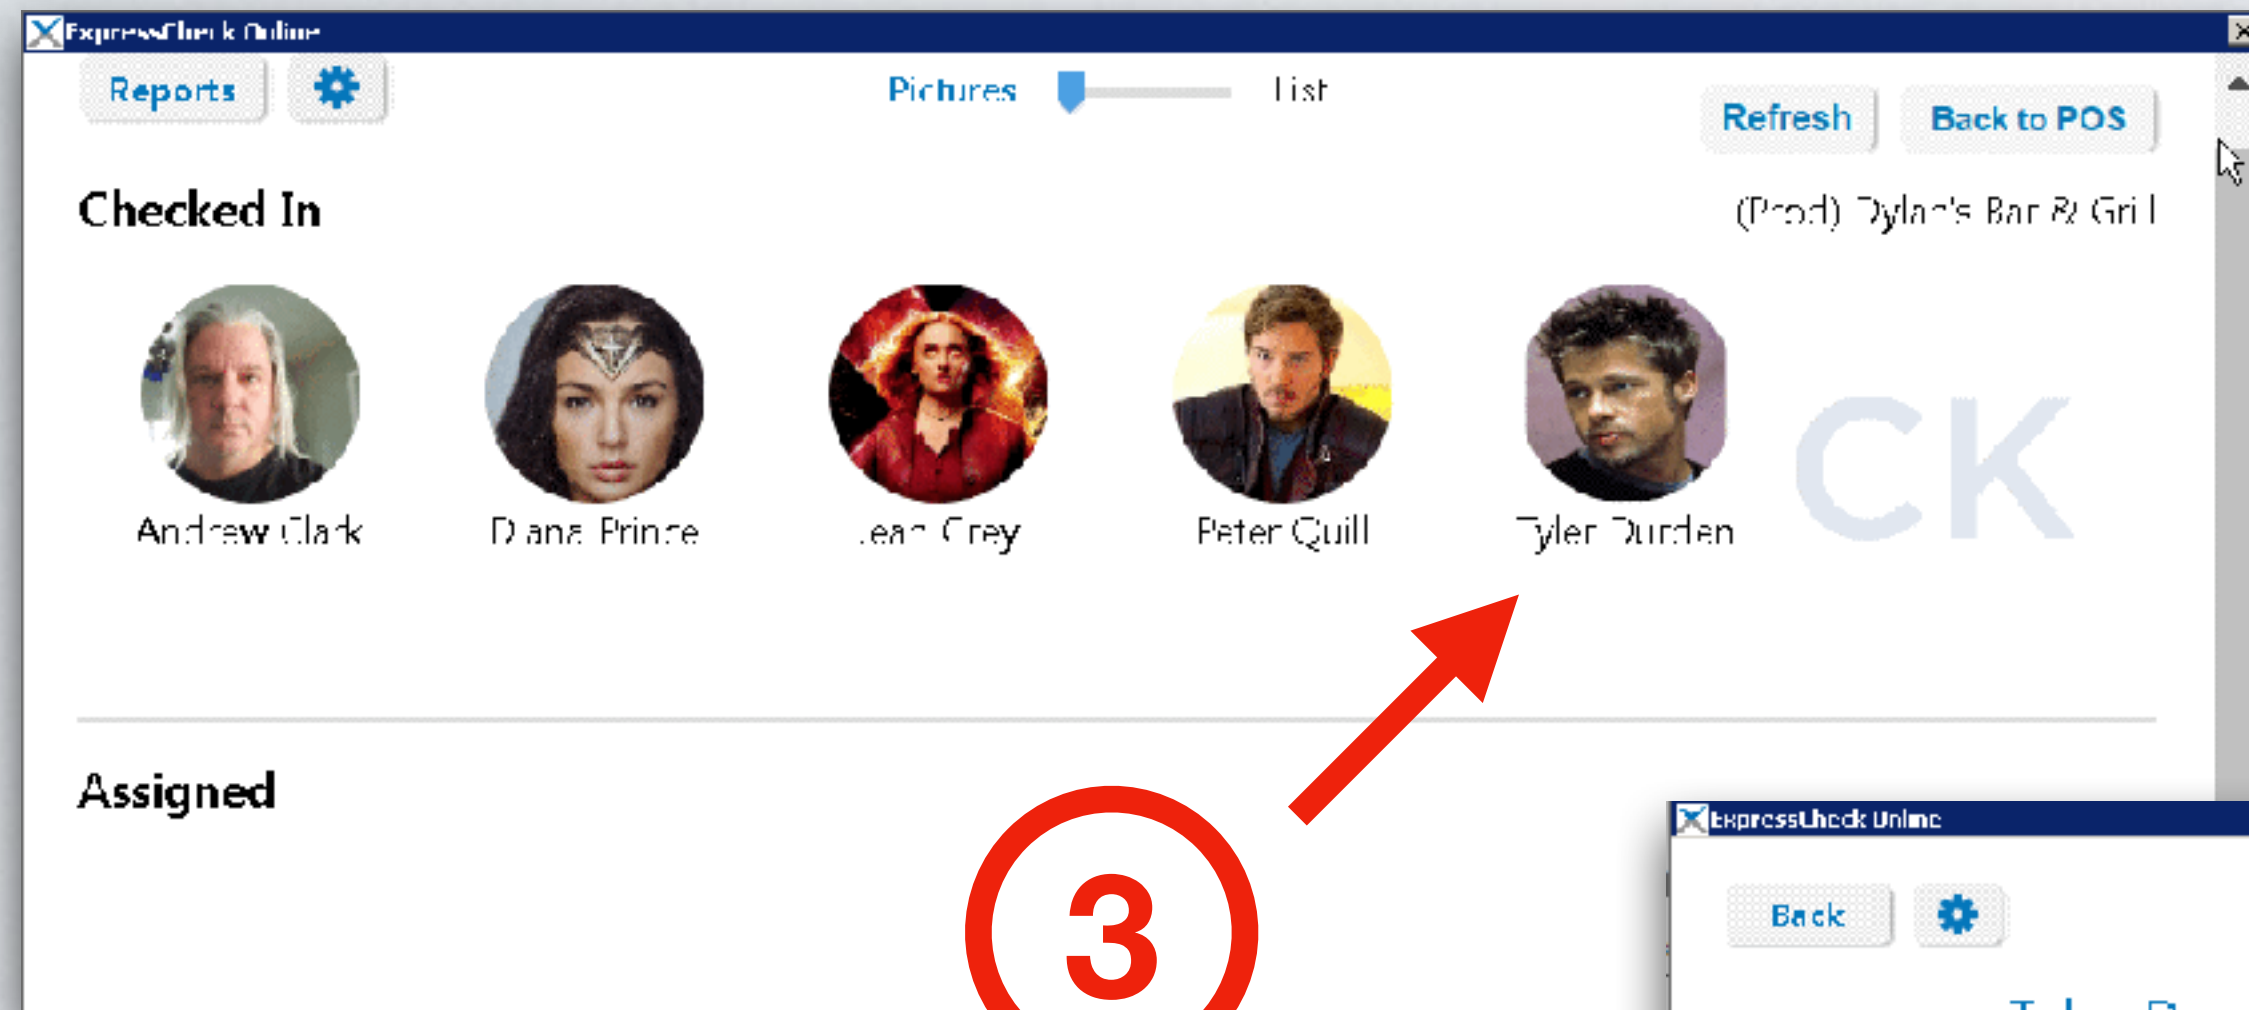 ExpressCheck Online
Reports
Pictures List
Refresh Back to POS
Checked In
(Prod) Dylan's Bar & Grill
Andrew Clark Diana Prince Jean Grey Peter Quill Tyler Durden
CK
Assigned
3
ExpressCheck Online
Back